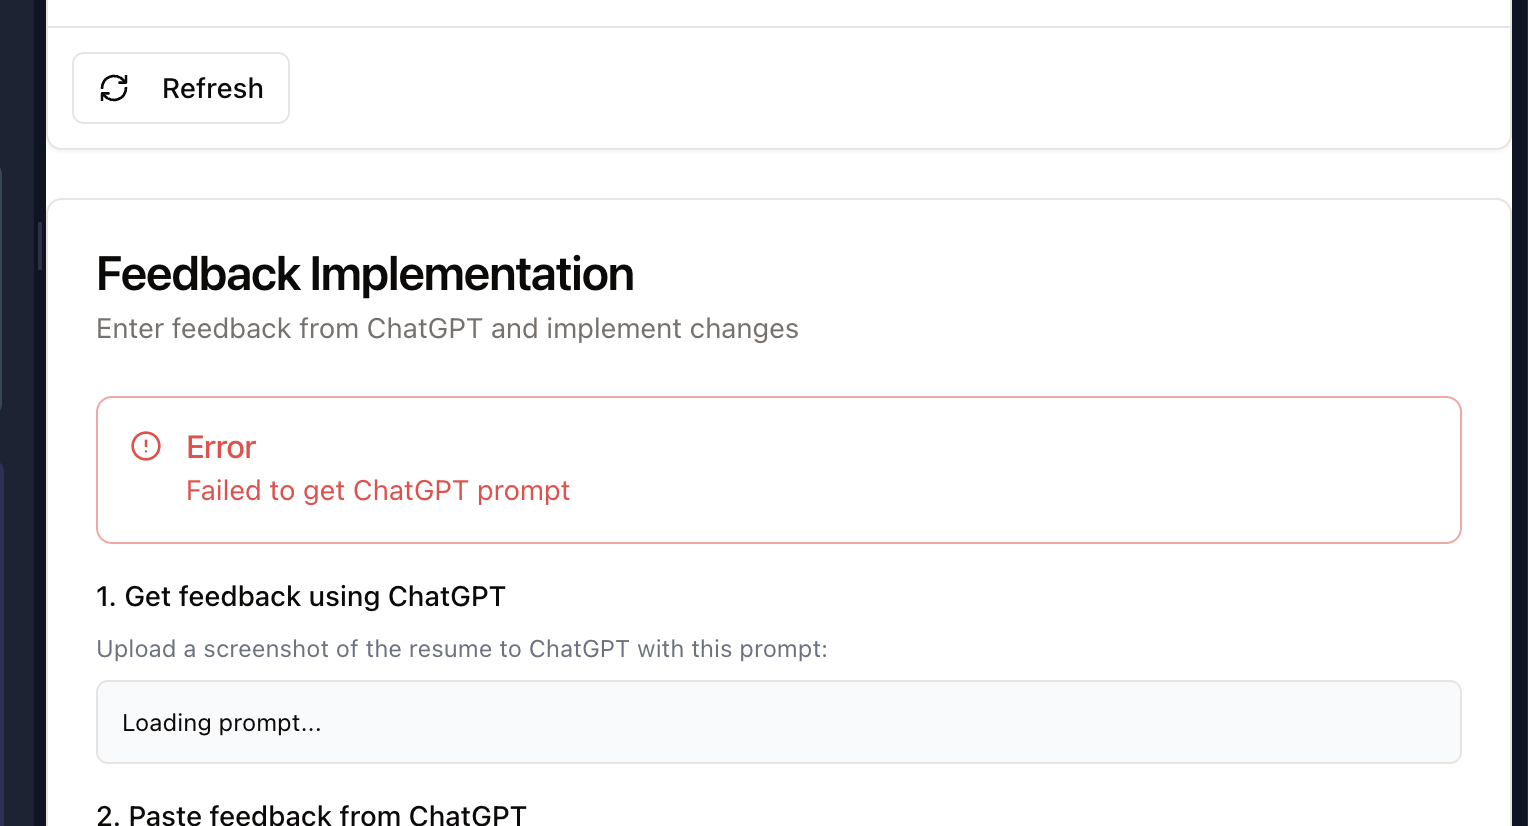 Refresh
Feedback Implementation
Enter feedback from ChatGPT and implement changes
Error
Failed to get ChatGPT prompt
1. Get feedback using ChatGPT
Upload a screenshot of the resume to ChatGPT with this prompt:
Loading prompt...
2. Paste feedback from ChatGPT